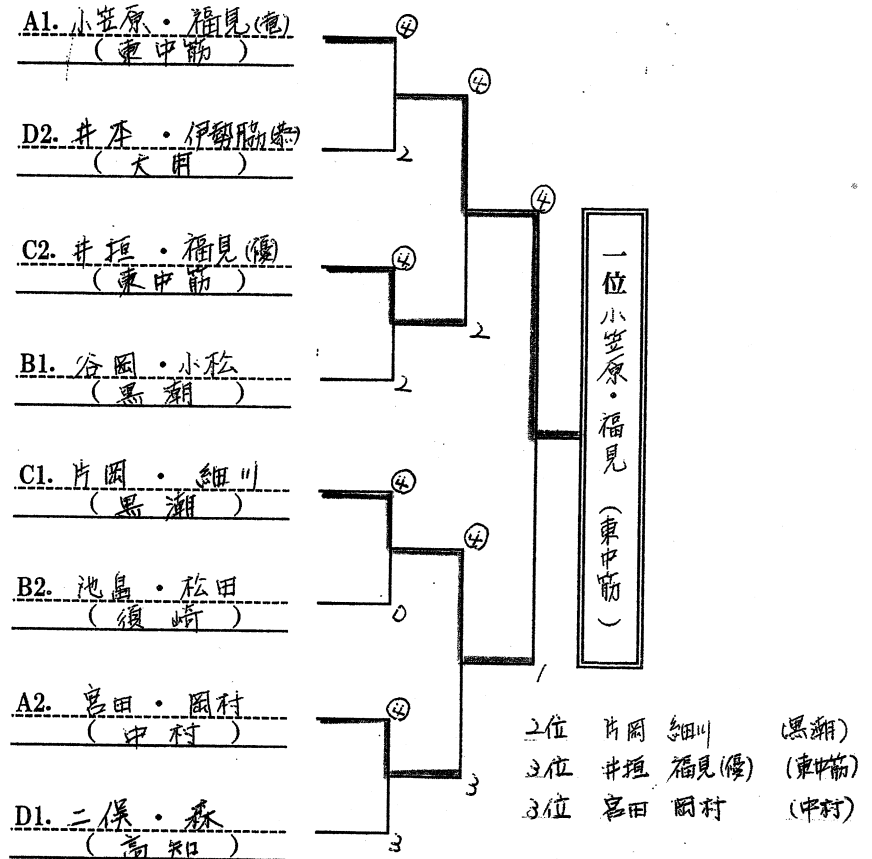 A1. 小笠原・福見(竜)
(東中筋)
④
④
D2. 井本・伊勢脇(恭)
(大用)
2
④
C2. 井垣・福見(優)
(東中筋)
④
2
B1. 谷岡・小松
(黒潮)
2
一位 小笠原・福見 (東中筋)
C1. 片岡・細川
(黒潮)
④
④
B2. 池畠・松田
(須崎)
0
1
A2. 宮田・岡村
(中村)
④
3
D1. 二俣・森
(高知)
3
2位 片岡 細川 (黒潮)
3位 井垣 福見(優) (東中筋)
3位 宮田 岡村 (中村)